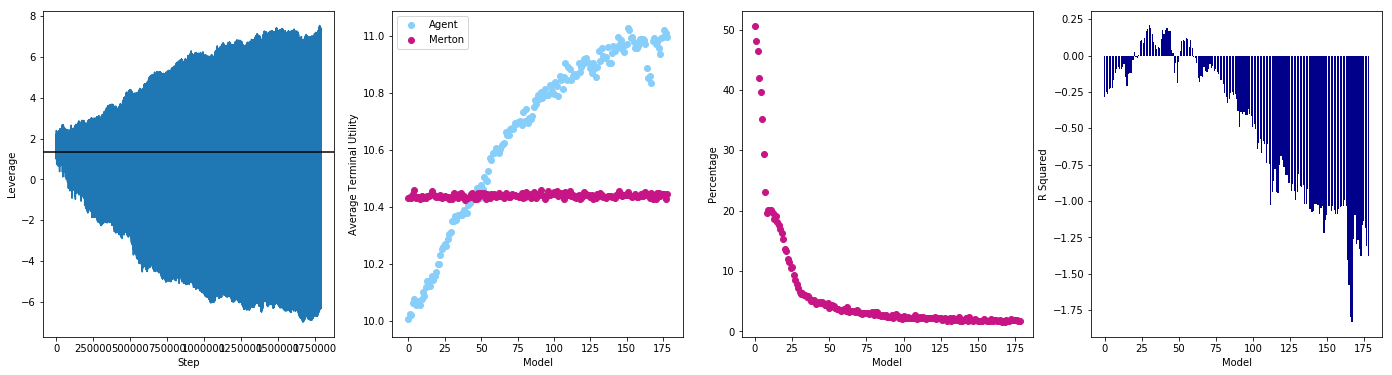 8
6
4
2
0
−2
−4
−6
Leverage
0 250000 500000 750000 1000000 1250000 1500000 1750000
Step
11.0
10.8
10.6
10.4
10.2
10.0
Average Terminal Utility
Agent
Merton
0 25 50 75 100 125 150 175
Model
50
40
30
20
10
0
Percentage
0 25 50 75 100 125 150 175
Model
0.25
0.00
−0.25
−0.50
−0.75
−1.00
−1.25
−1.50
−1.75
R Squared
0 25 50 75 100 125 150 175
Model